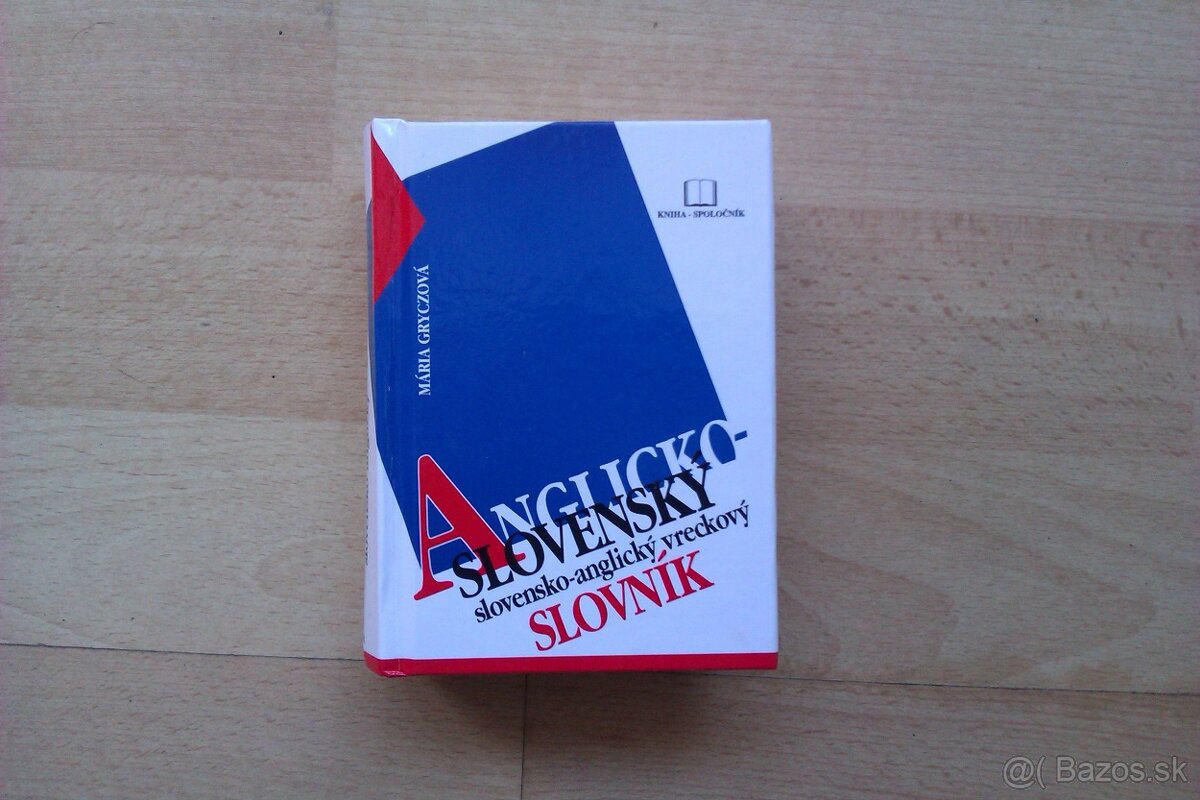 KNIHA - SPOLOČNÍK
MÁRIA GRYCZOVÁ
ANGLICKO-
SLOVENSKÝ
slovensko-anglický vreckový
SLOVNÍK
@( Bazos.sk